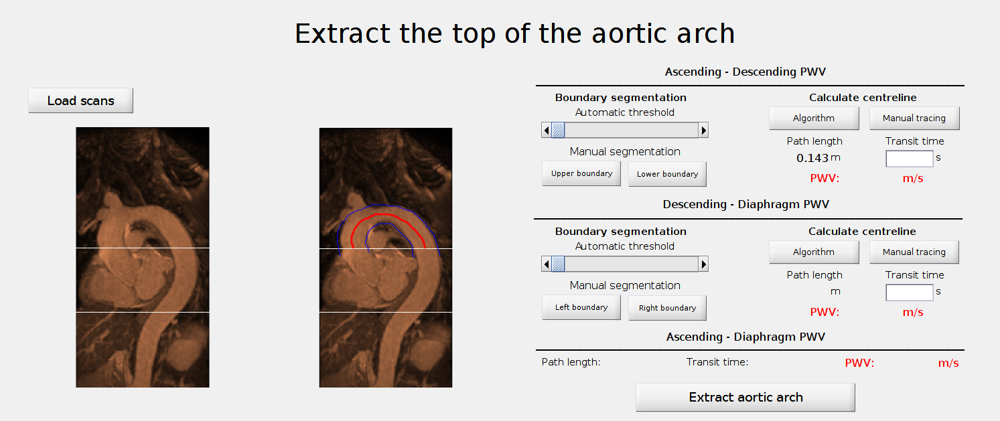 Extract the top of the aortic arch
Load scans
Ascending - Descending PWV
Boundary segmentation
Automatic threshold
Manual segmentation
Upper boundary
Lower boundary
Calculate centreline
Algorithm
Manual tracing
Path length
Transit time
0.143 m
s
PWV:
m/s
Descending - Diaphragm PWV
Boundary segmentation
Automatic threshold
Manual segmentation
Left boundary
Right boundary
Calculate centreline
Algorithm
Manual tracing
Path length
Transit time
m
s
PWV:
m/s
Ascending - Diaphragm PWV
Path length:
Transit time:
PWV:
m/s
Extract aortic arch